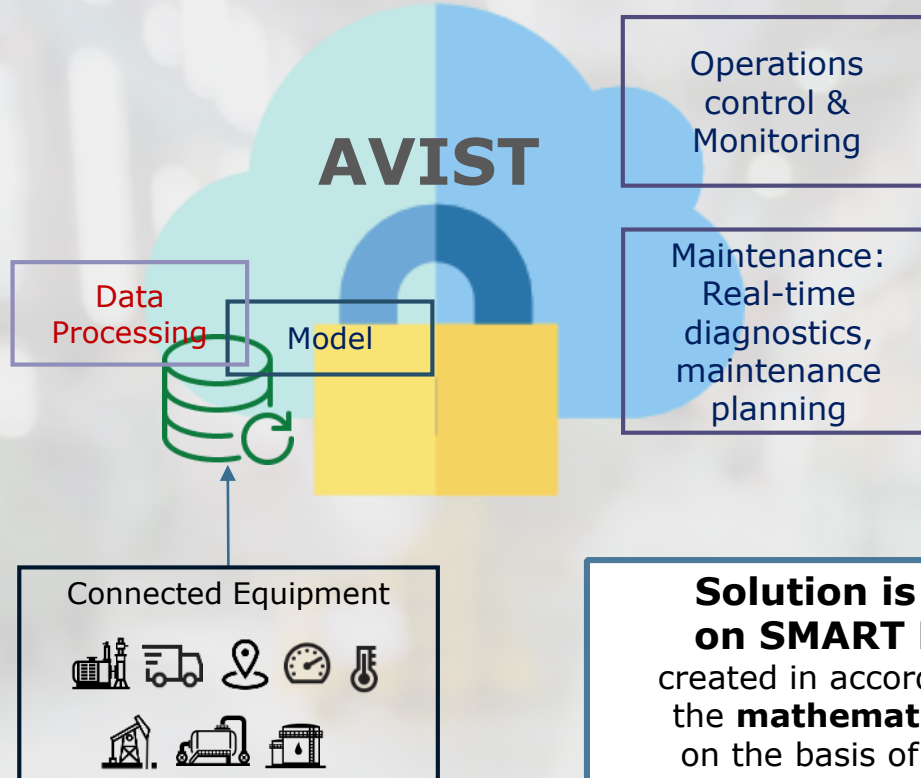 AVIST
Operations
control &
Monitoring
Maintenance:
Real-time
diagnostics,
maintenance
planning
Data
Processing
Model
Connected Equipment
Solution is
on SMART
created in
the mathemat
on the basis of